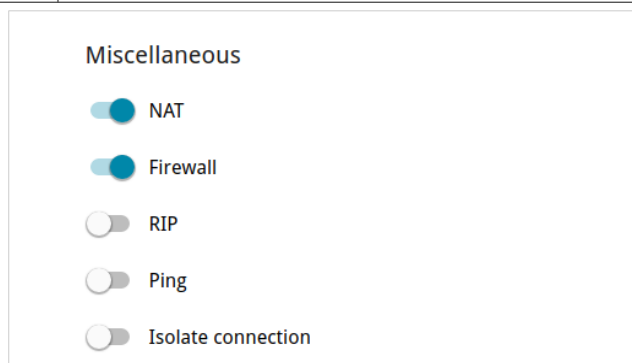 Miscellaneous
NAT
Firewall
RIP
Ping
Isolate connection